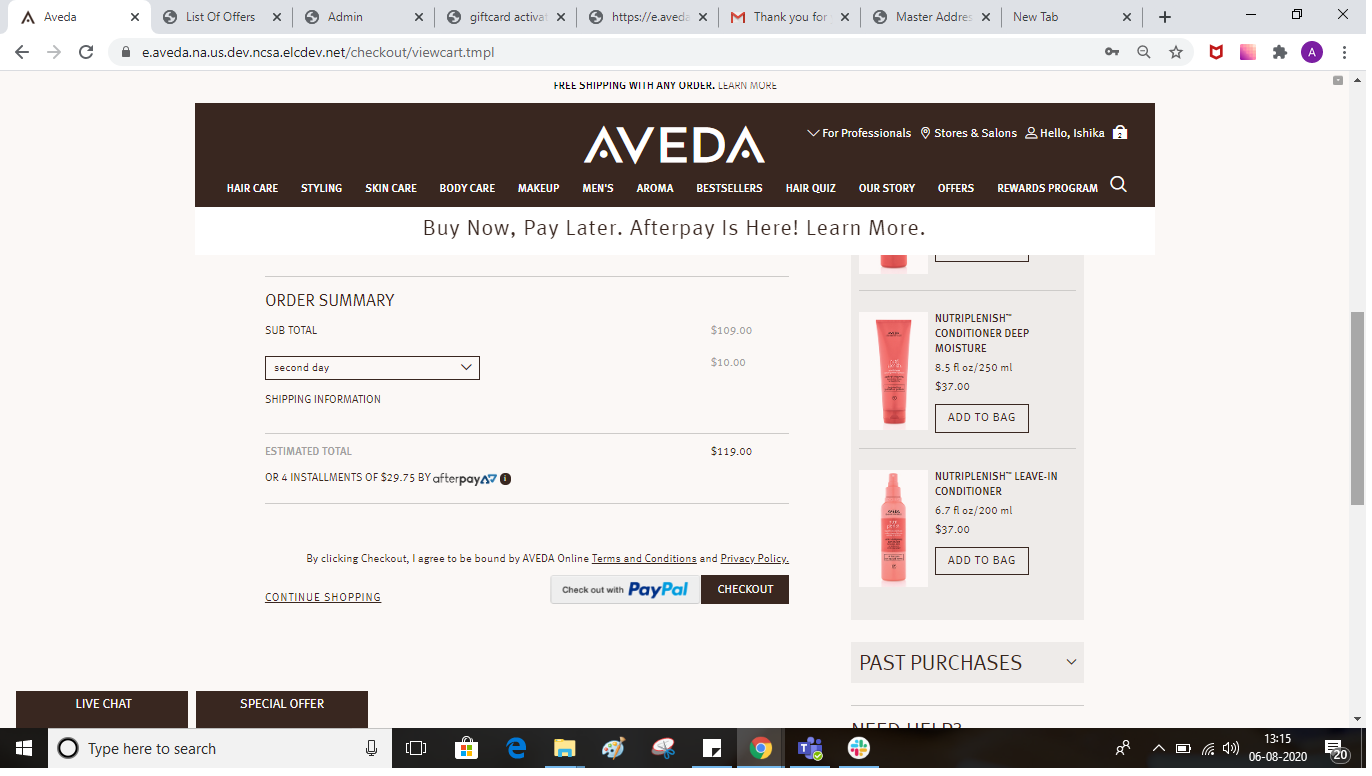 Aveda
List Of Offers
Admin
giftcard activat
https://e.aveda
Thank you for
Master Addres
New Tab
e.aveda.na.us.dev.ncsa.elcdev.net/checkout/viewcart.tmpl
A
FREE SHIPPING WITH ANY ORDER. LEARN MORE
AVEDA
For Professionals
Stores & Salons
Hello, Ishika
2
HAIR CARE
STYLING
SKIN CARE
BODY CARE
MAKEUP
MEN'S
AROMA
BESTSELLERS
HAIR QUIZ
OUR STORY
OFFERS
REWARDS PROGRAM
Buy Now, Pay Later. Afterpay Is Here! Learn More.
ORDER SUMMARY
SUB TOTAL $109.00
second day $10.00
SHIPPING INFORMATION
ESTIMATED TOTAL $119.00
OR 4 INSTALLMENTS OF $29.75 BY afterpay i
By clicking Checkout, I agree to be bound by AVEDA Online Terms and Conditions and Privacy Policy.
CONTINUE SHOPPING
Check out with PayPal
CHECKOUT
NUTRIPLENISH™
CONDITIONER DEEP
MOISTURE
8.5 fl oz/250 ml
$37.00
ADD TO BAG
NUTRIPLENISH™ LEAVE-IN
CONDITIONER
6.7 fl oz/200 ml
$37.00
ADD TO BAG
PAST PURCHASES
NEED HELP?
LIVE CHAT
SPECIAL OFFER
Type here to search
13:15
06-08-2020
20